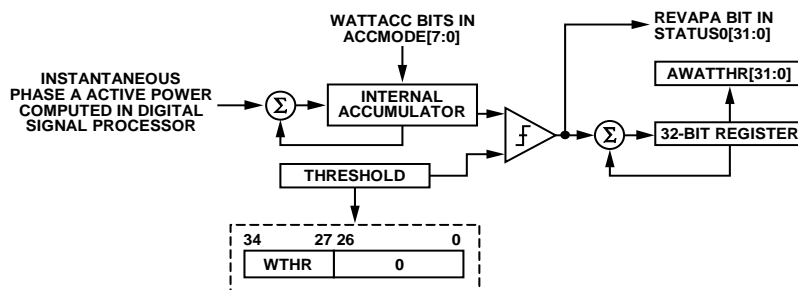 WATTACC BITS IN
ACCMODE[7:0]
REVAPA BIT IN
STATUS0[31:0]
INSTANTANEOUS
PHASE A ACTIVE POWER
COMPUTED IN DIGITAL
SIGNAL PROCESSOR
Σ
INTERNAL
ACCUMULATOR
AWATTHR[31:0]
Σ
32-BIT REGISTER
THRESHOLD
34 27 26 0
WTHR 0